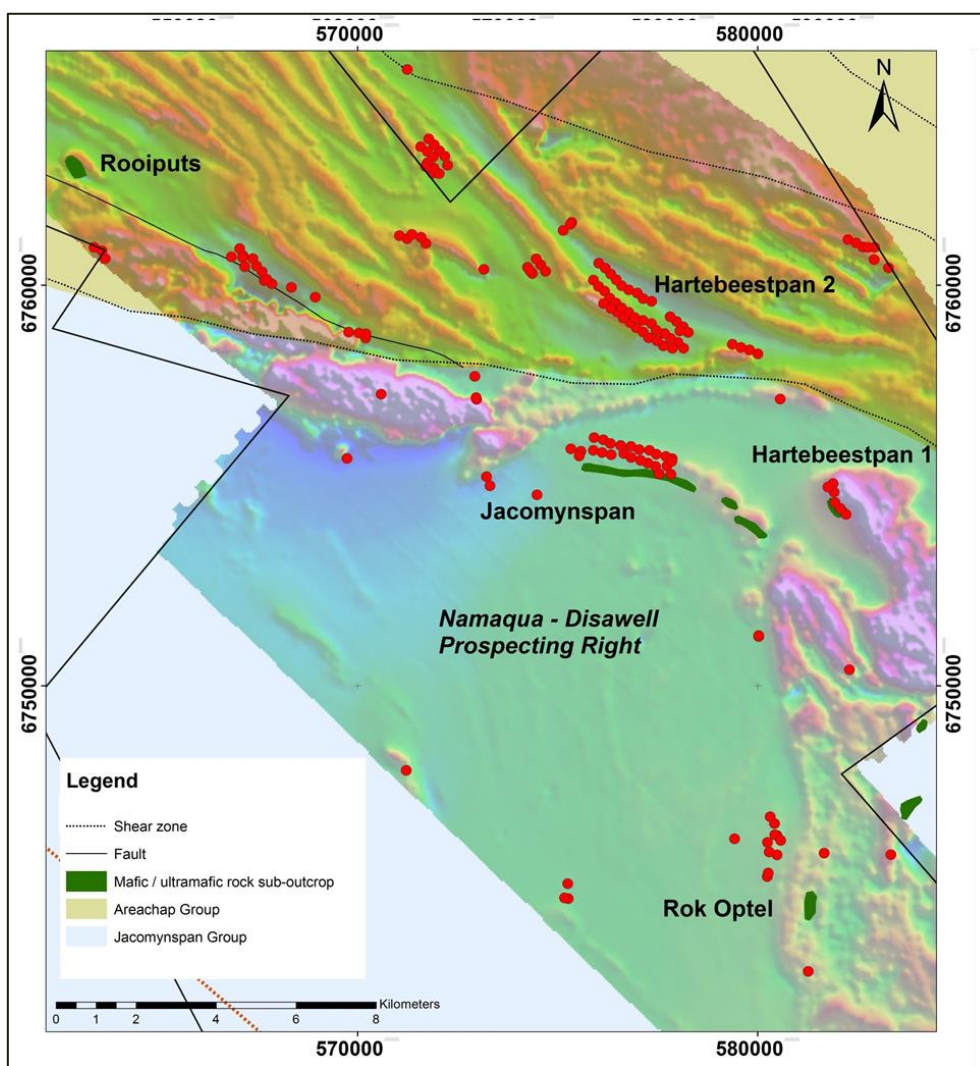 570000 580000
N
Rooiputs
6760000
Hartebeestpan 2
6760000
Hartebeestpan 1
Jacomynspan
Namaqua - Disawell
Prospecting Right
6750000
6750000
Legend
Shear zone
Fault
Mafic / ultramafic rock sub-outcrop
Areachap Group
Jacomynspan Group
Rok Optel
Kilometers
0 1 2 4 6 8
570000 580000